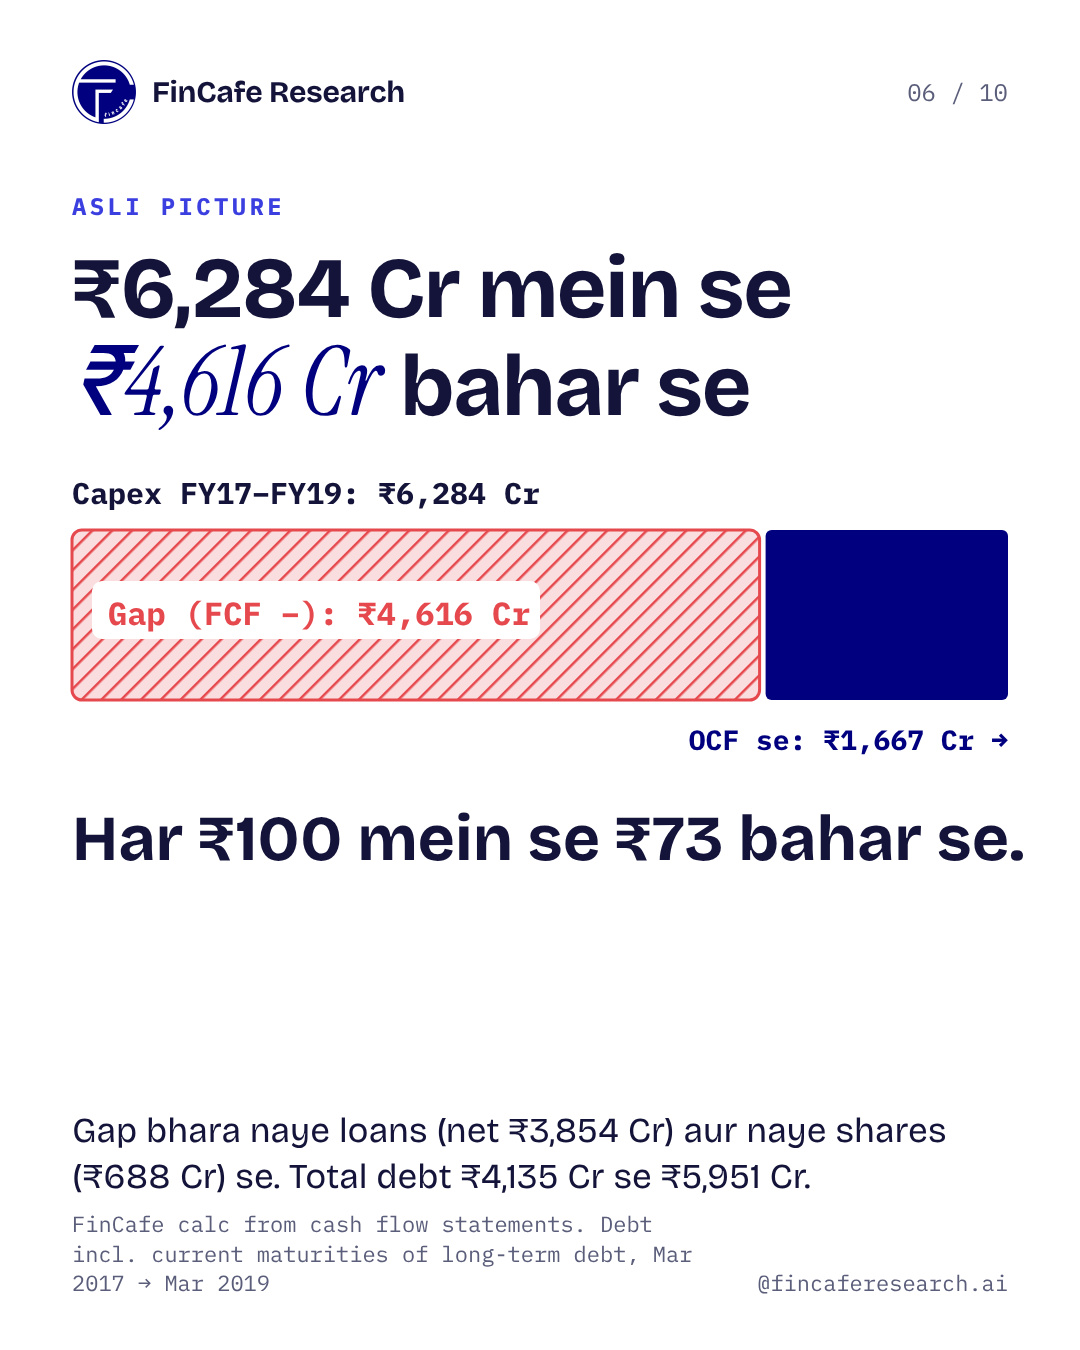 FinCafe Research
06 / 10
ASLI PICTURE
₹6,284 Cr mein se
₹4,616 Cr bahar se
Capex FY17–FY19: ₹6,284 Cr
Gap (FCF –): ₹4,616 Cr
OCF se: ₹1,667 Cr →
Har ₹100 mein se ₹73 bahar se.
Gap bhara naye loans (net ₹3,854 Cr) aur naye shares
(₹688 Cr) se. Total debt ₹4,135 Cr se ₹5,951 Cr.
FinCafe calc from cash flow statements. Debt
incl. current maturities of long-term debt, Mar
2017 → Mar 2019
@fincaferesearch.ai